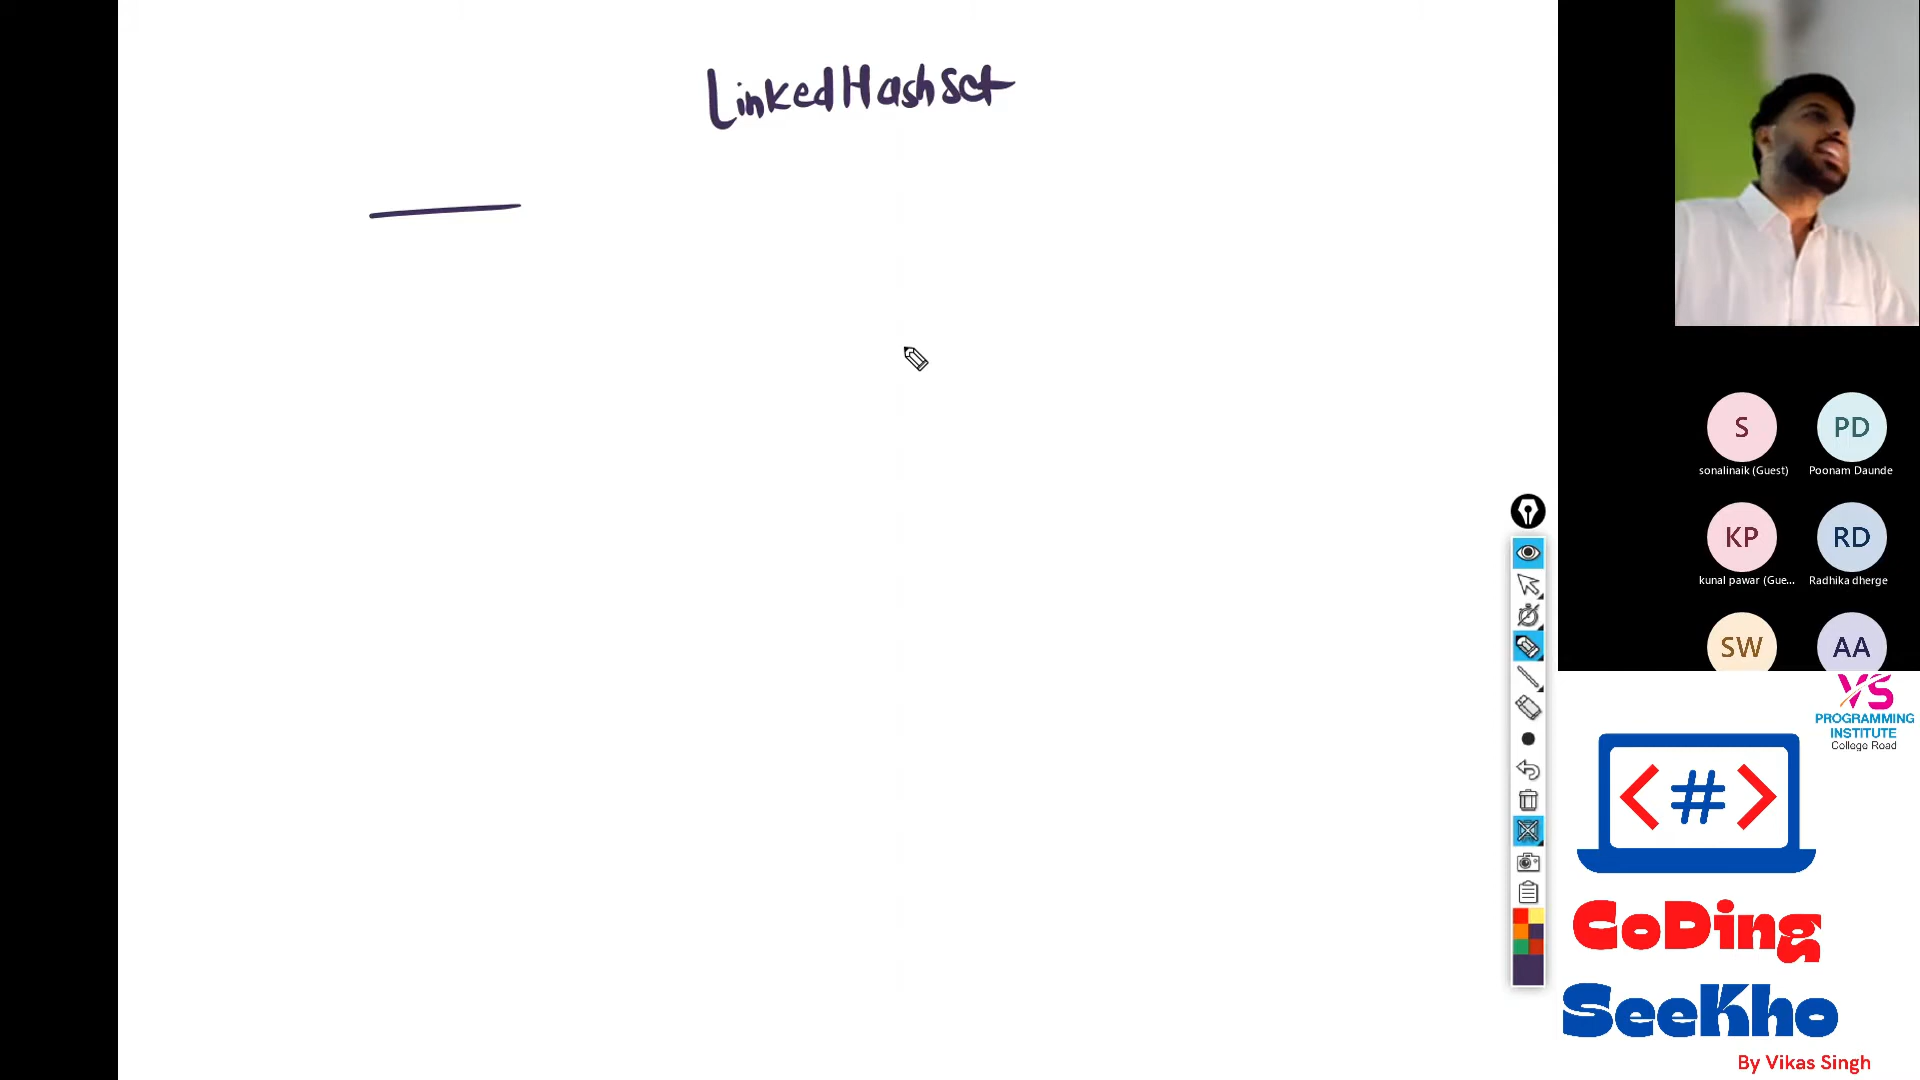 LinkedHashSet
S
PD
sonalinaik (Guest)
Poonam Daunde
KP
RD
kunal pawar (Gue...
Radhika dherge
SW
AA
VS
PROGRAMMING
INSTITUTE
College Road
<#>
CoDing
SeeKho
By Vikas Singh